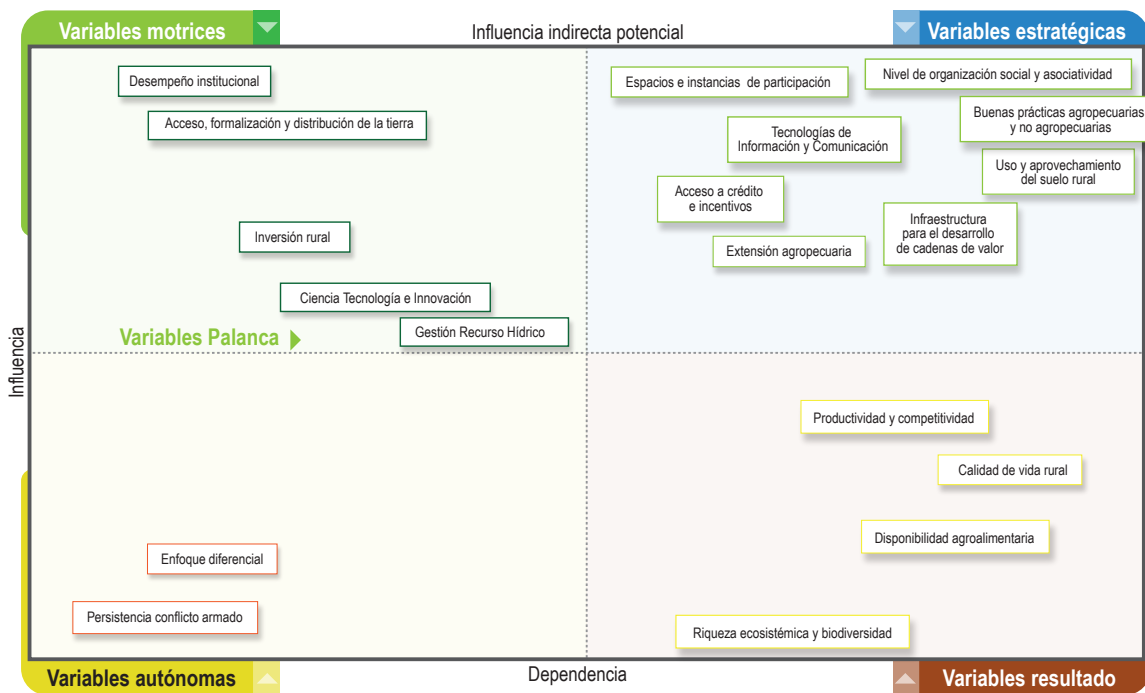 Variables motrices
Influencia indirecta potencial
Variables estratégicas
Desempeño institucional
Acceso, formalización y distribución de la tierra
Inversión rural
Ciencia Tecnología e Innovación
Gestión Recurso Hídrico
Variables Palanca
Espacios e instancias de participación
Nivel de organización social y asociatividad
Buenas prácticas agropecuarias
y no agropecuarias
Tecnologías de
Información y Comunicación
Uso y aprovechamiento
del suelo rural
Acceso a crédito
e incentivos
Infraestructura
para el desarrollo
de cadenas de valor
Extensión agropecuaria
Influencia
Productividad y competitividad
Calidad de vida rural
Disponibilidad agroalimentaria
Riqueza ecosistémica y biodiversidad
Enfoque diferencial
Persistencia conflicto armado
Variables autónomas
Dependencia
Variables resultado